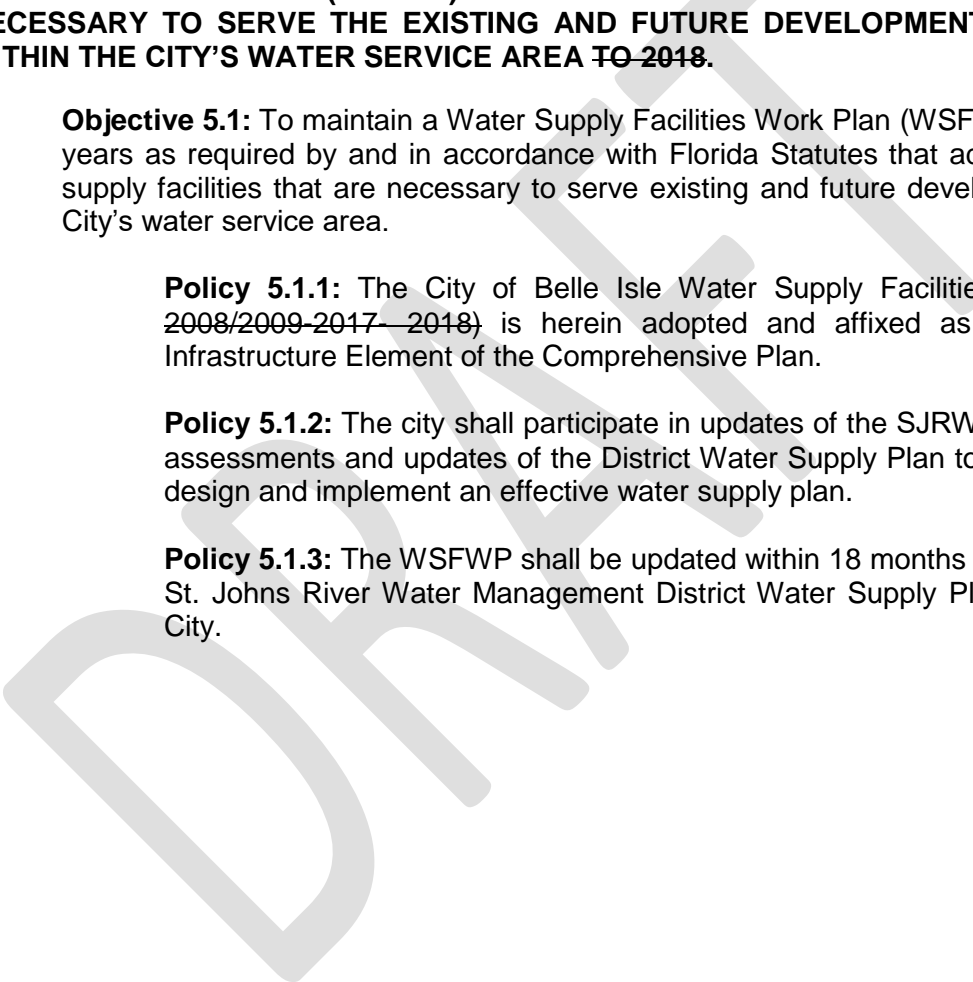 ECESSARY TO SERVE THE EXISTING AND FUTURE DEVELOPMENT
THIN THE CITY’S WATER SERVICE AREA TO 2018.
Objective 5.1: To maintain a Water Supply Facilities Work Plan (WSF
years as required by and in accordance with Florida Statutes that ad
supply facilities that are necessary to serve existing and future devel
City’s water service area.
Policy 5.1.1: The City of Belle Isle Water Supply Facilitie
2008/2009-2017- 2018) is herein adopted and affixed as
Infrastructure Element of the Comprehensive Plan.
Policy 5.1.2: The city shall participate in updates of the SJRW
assessments and updates of the District Water Supply Plan to
design and implement an effective water supply plan.
Policy 5.1.3: The WSFWP shall be updated within 18 months
St. Johns River Water Management District Water Supply Pl
City.
DRAFT